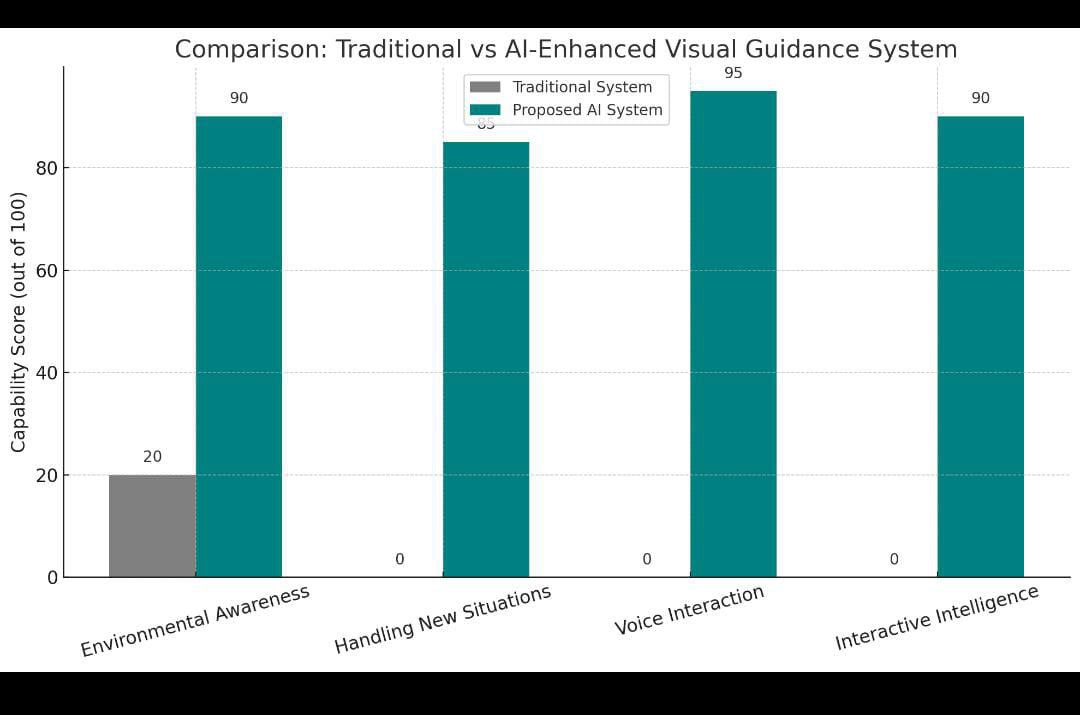 Comparison: Traditional vs AI-Enhanced Visual Guidance System
Traditional System
Proposed AI System
Capability Score (out of 100)
80
60
40
20
0
20
90
0
85
0
95
0
90
Environmental Awareness
Handling New Situations
Voice Interaction
Interactive Intelligence